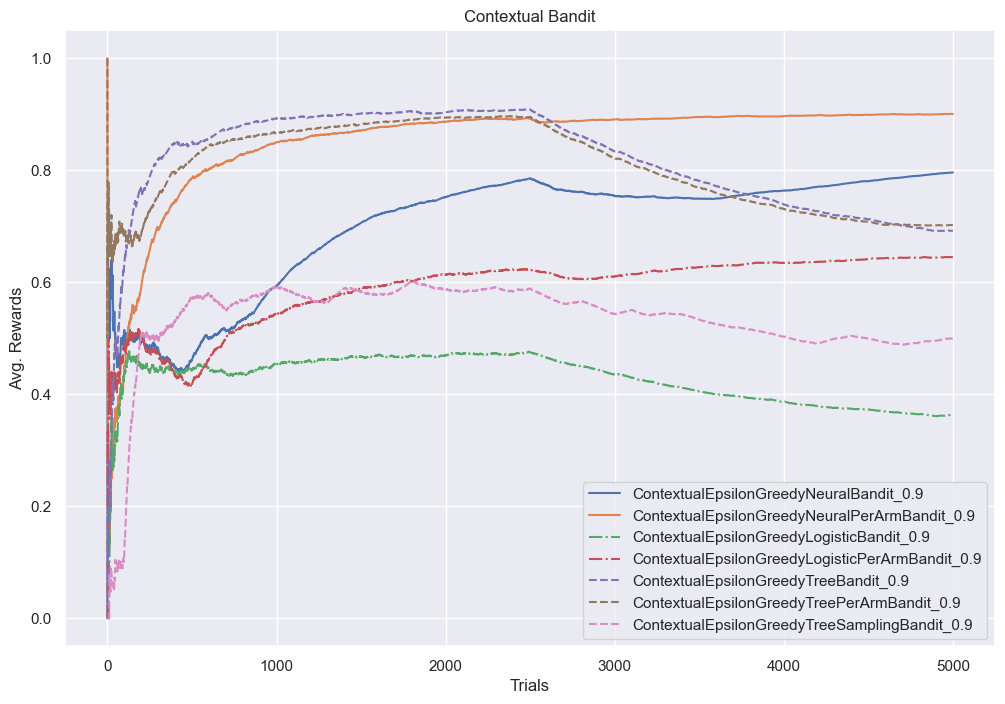 Contextual Bandit
Avg. Rewards
1.0
0.8
0.6
0.4
0.2
0.0
ContextualEpsilonGreedyNeuralBandit_0.9
ContextualEpsilonGreedyNeuralPerArmBandit_0.9
ContextualEpsilonGreedyLogisticBandit_0.9
ContextualEpsilonGreedyLogisticPerArmBandit_0.9
ContextualEpsilonGreedyTreeBandit_0.9
ContextualEpsilonGreedyTreePerArmBandit_0.9
ContextualEpsilonGreedyTreeSamplingBandit_0.9
0 1000 2000 3000 4000 5000
Trials